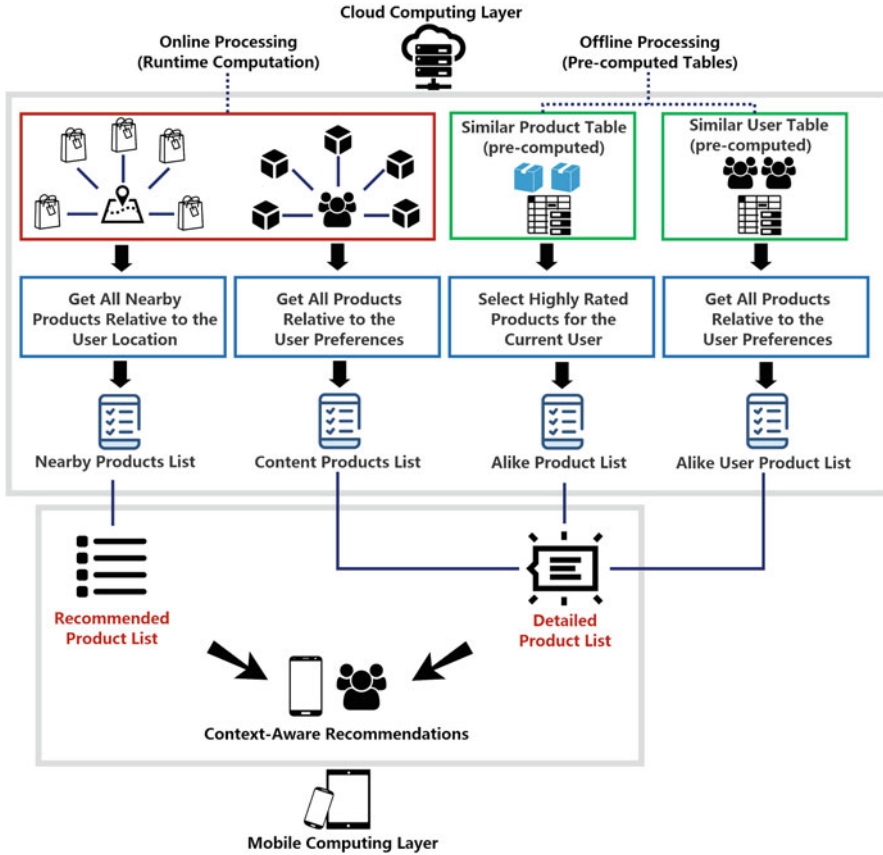 Cloud Computing Layer
Online Processing
(Runtime Computation)
Offline Processing
(Pre-computed Tables)
Similar Product Table
(pre-computed)
Similar User Table
(pre-computed)
Get All Nearby
Products Relative to the
User Location
Get All Products
Relative to the
User Preferences
Select Highly Rated
Products for the
Current User
Get All Products
Relative to the
User Preferences
Nearby Products List
Content Products List
Alike Product List
Alike User Product List
Recommended
Product List
Detailed
Product List
Context-Aware Recommendations
Mobile Computing Layer